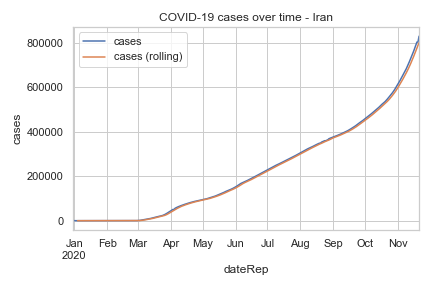 COVID-19 cases over time - Iran
cases
cases (rolling)
800000
600000
400000
200000
0
cases
Jan Feb Mar Apr May Jun Jul Aug Sep Oct Nov
2020
dateRep